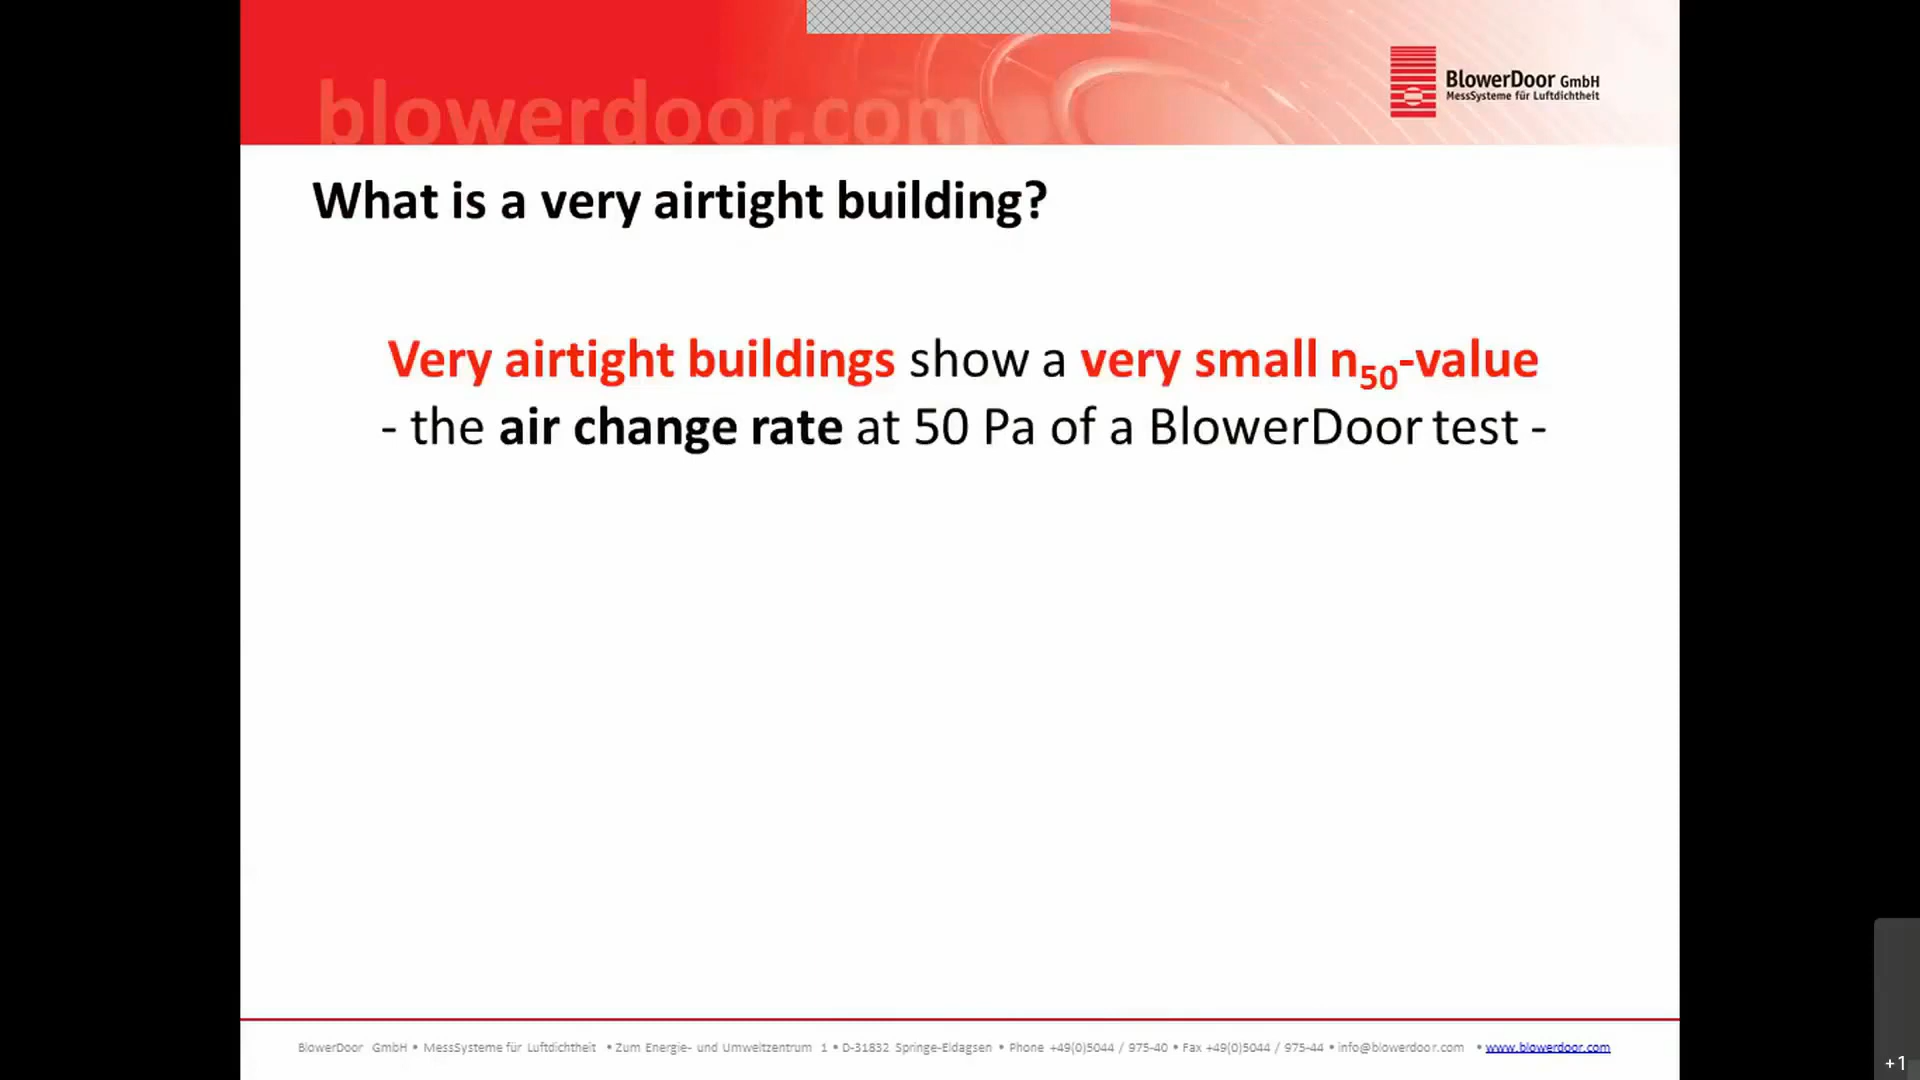 blowerdoor.com
BlowerDoor GmbH
MessSysteme für Luftdichtheit
What is a very airtight building?
Very airtight buildings show a very small n50-value
- the air change rate at 50 Pa of a BlowerDoor test -
BlowerDoor GmbH • MessSysteme für Luftdichtheit • Zum Energie- und Umweltzentrum 1 • D-31832 Springe-Eldagsen • Phone +49(0)5044 / 975-40 • Fax +49(0)5044 / 975-44 • info@blowerdoor.com • www.blowerdoor.com
+1